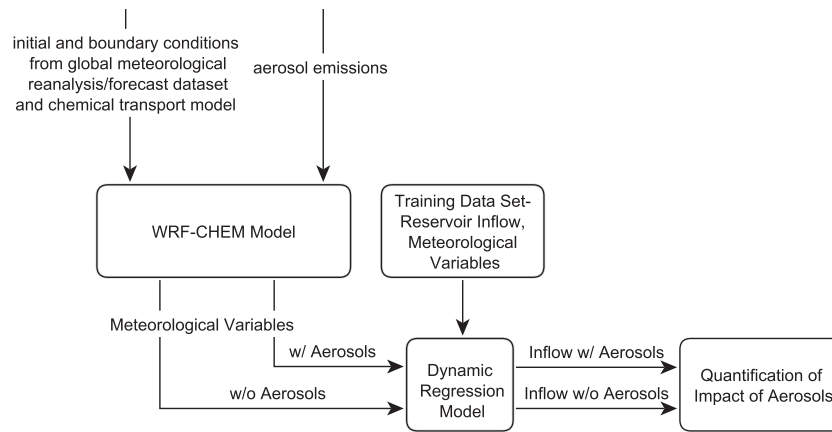 initial and boundary conditions
from global meteorological
reanalysis/forecast dataset
and chemical transport model
aerosol emissions
WRF-CHEM Model
Training Data Set-
Reservoir Inflow,
Meteorological
Variables
Meteorological Variables
w/ Aerosols
w/o Aerosols
Dynamic
Regression
Model
Inflow w/ Aerosols
Inflow w/o Aerosols
Quantification of
Impact of Aerosols